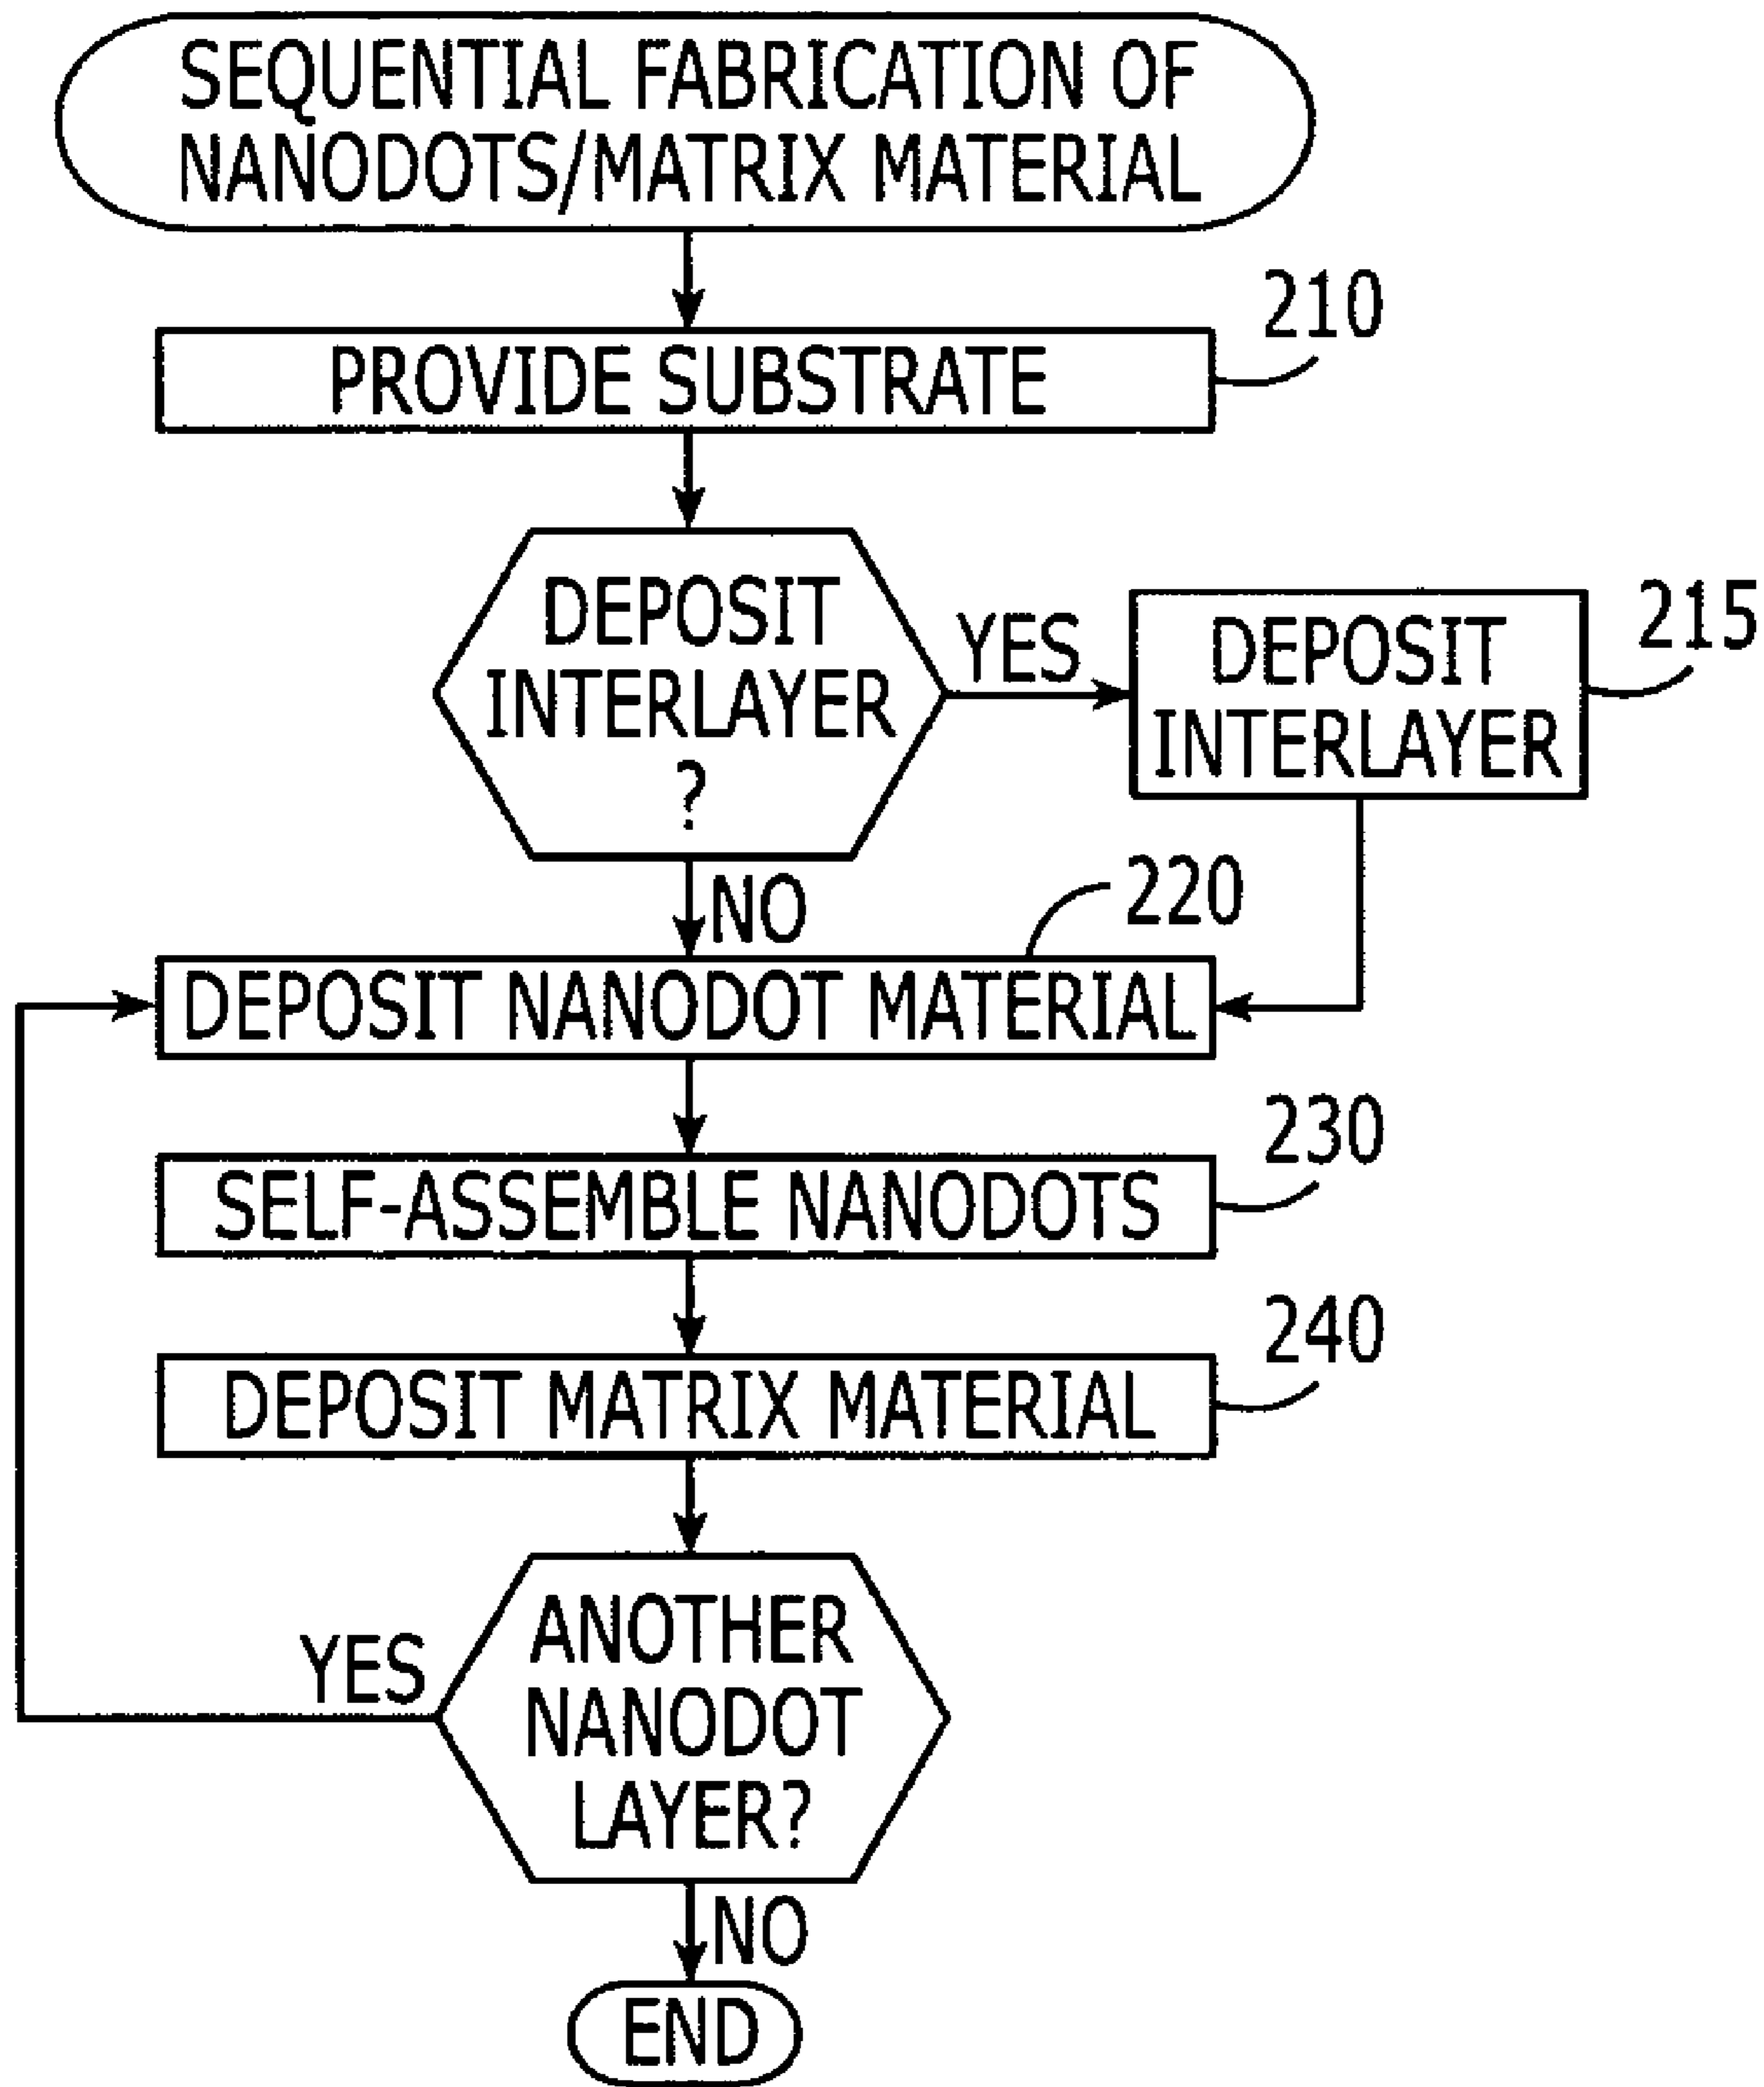 SEQUENTIAL FABRICATION OF
NANODOTS/MATRIX MATERIAL
210
PROVIDE SUBSTRATE
DEPOSIT
INTERLAYER
?
YES
DEPOSIT
INTERLAYER
215
NO
220
DEPOSIT NANODOT MATERIAL
230
SELF-ASSEMBLE NANODOTS
240
DEPOSIT MATRIX MATERIAL
ANOTHER
NANODOT
LAYER?
YES
NO
END